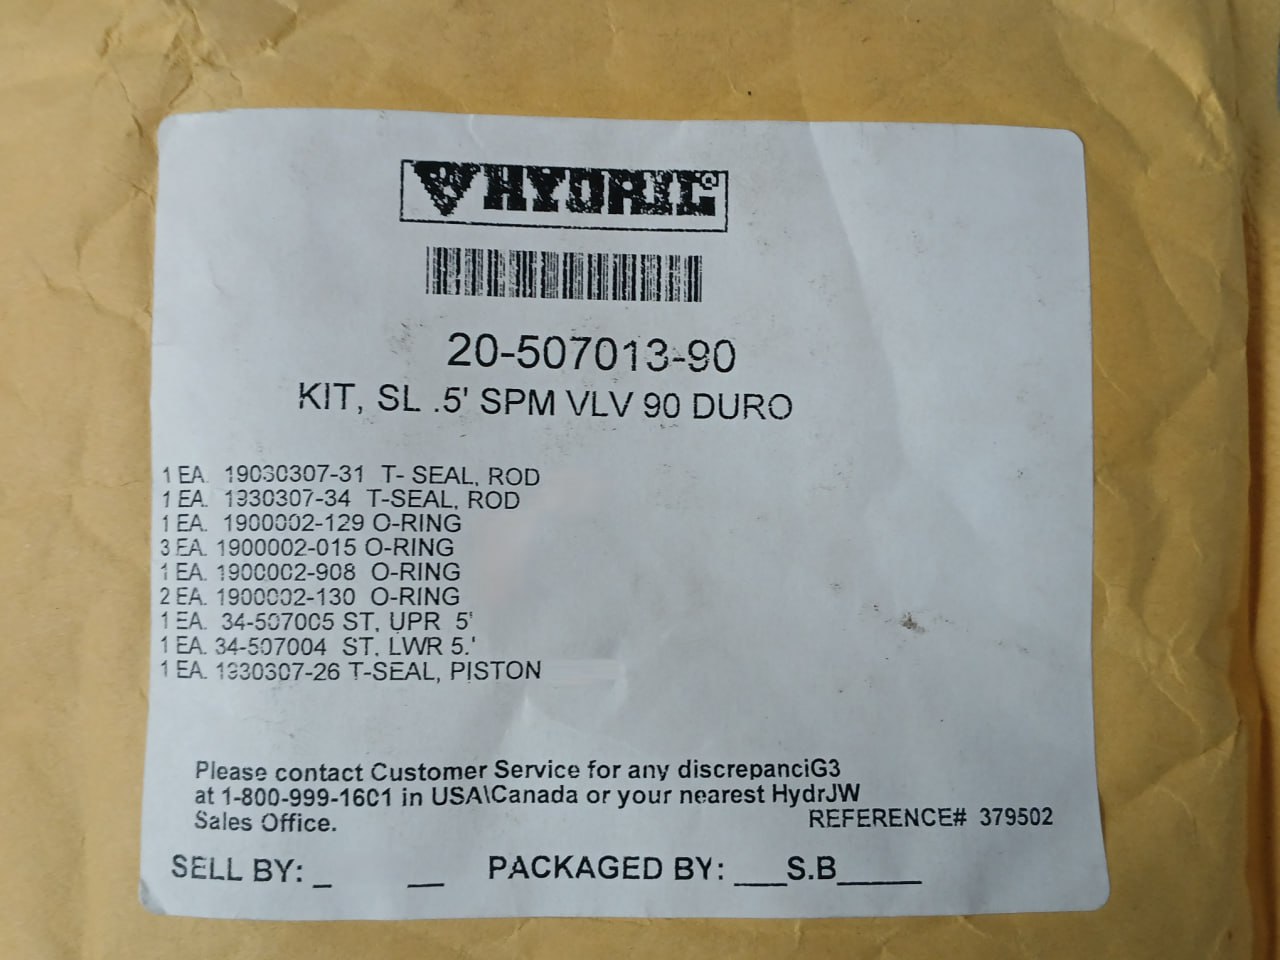 HYDRIL®
20-507013-90
KIT, SL .5' SPM VLV 90 DURO
1 EA. 19030307-31 T- SEAL, ROD
1 EA. 1930307-34 T-SEAL, ROD
1 EA. 1900002-129 O-RING
3 EA. 1900002-015 O-RING
1 EA. 1900002-908 O-RING
2 EA. 1900002-130 O-RING
1 EA. 34-507005 ST, UPR 5'
1 EA. 34-507004 ST, LWR 5.'
1 EA. 1930307-26 T-SEAL, PISTON
Please contact Customer Service for any discrepanciG3
at 1-800-999-1601 in USA\Canada or your nearest HydrJW
Sales Office.
REFERENCE# 379502
SELL BY: _ __ PACKAGED BY: ___S.B_____